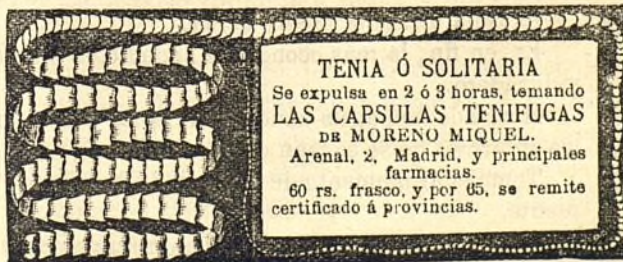 TENIA Ó SOLITARIA
Se expulsa en 2 ó 3 horas, temando
LAS CAPSULAS TENIFUGAS
DE MORENO MIQUEL.
Arenal, 2, Madrid, y principales
farmacias.
60 rs. frasco, y por 65, se remite
certificado á provincias.